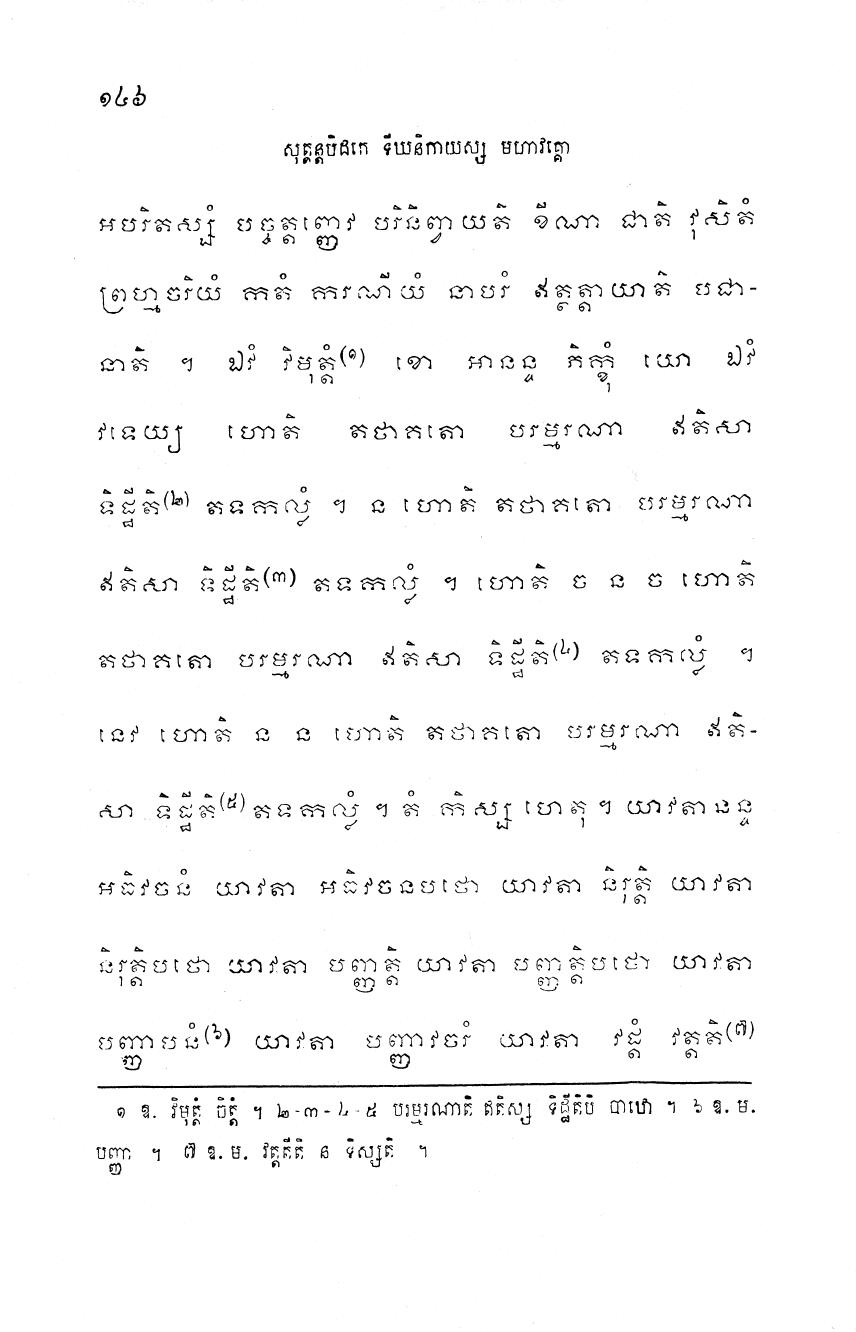 ១៤៦
សុត្តន្តបិដកេ ទីឃនិកាយស្ស មហាវគ្គោ
អបរិតស្សំ បច្ចត្តញ្ញេវ បរិនិព្វាយតិ ខីណា ជាតិ វុសិតំ
ព្រហ្មចរិយំ កតំ ករណីយំ នាបរំ ឥត្ថត្តាយាតិ បជា-
នាតិ ។ ឯវំ វិមុត្តំ(១) ខោ អានន្ទ ភិក្ខុំ យោ ឯវំ
វទេយ្យ ហោតិ តថាគតោ បរម្មរណា ឥតិសា
ទិដ្ឋីតិ(២) តទកល្លំ ។ ន ហោតិ តថាគតោ បរម្មរណា
ឥតិសា ទិដ្ឋីតិ(៣) តទកល្លំ ។ ហោតិ ច ន ច ហោតិ
តថាគតោ បរម្មរណា ឥតិសា ទិដ្ឋីតិ(៤) តទកល្លំ ។
នេវ ហោតិ ន ន ហោតិ តថាគតោ បរម្មរណា ឥតិ-
សា ទិដ្ឋីតិ(៥) តទកល្លំ ។ តំ កិស្ស ហេតុ ។ យាវតានន្ទ
អធិវចនំ យាវតា អធិវចនបថោ យាវតា និរុត្តិ យាវតា
និរុត្តិបថោ យាវតា បញ្ញត្តិ យាវតា បញ្ញត្តិបថោ យាវតា
បញ្ញាបនំ(៦) យាវតា បញ្ញាវចរំ យាវតា វដ្តំ វត្តតិ(៧)
១ ឧ. វិមុត្តំ ចិត្តំ ។ ២-៣-៤-៥ បរម្មរណាតិ ឥតិស្ស ទិដ្ឋីតិបិ បាឋោ ។ ៦ ឧ. ម.
បញ្ញា ។ ៧ ឧ. ម. វត្តតីតិ ន ទិស្សតិ ។